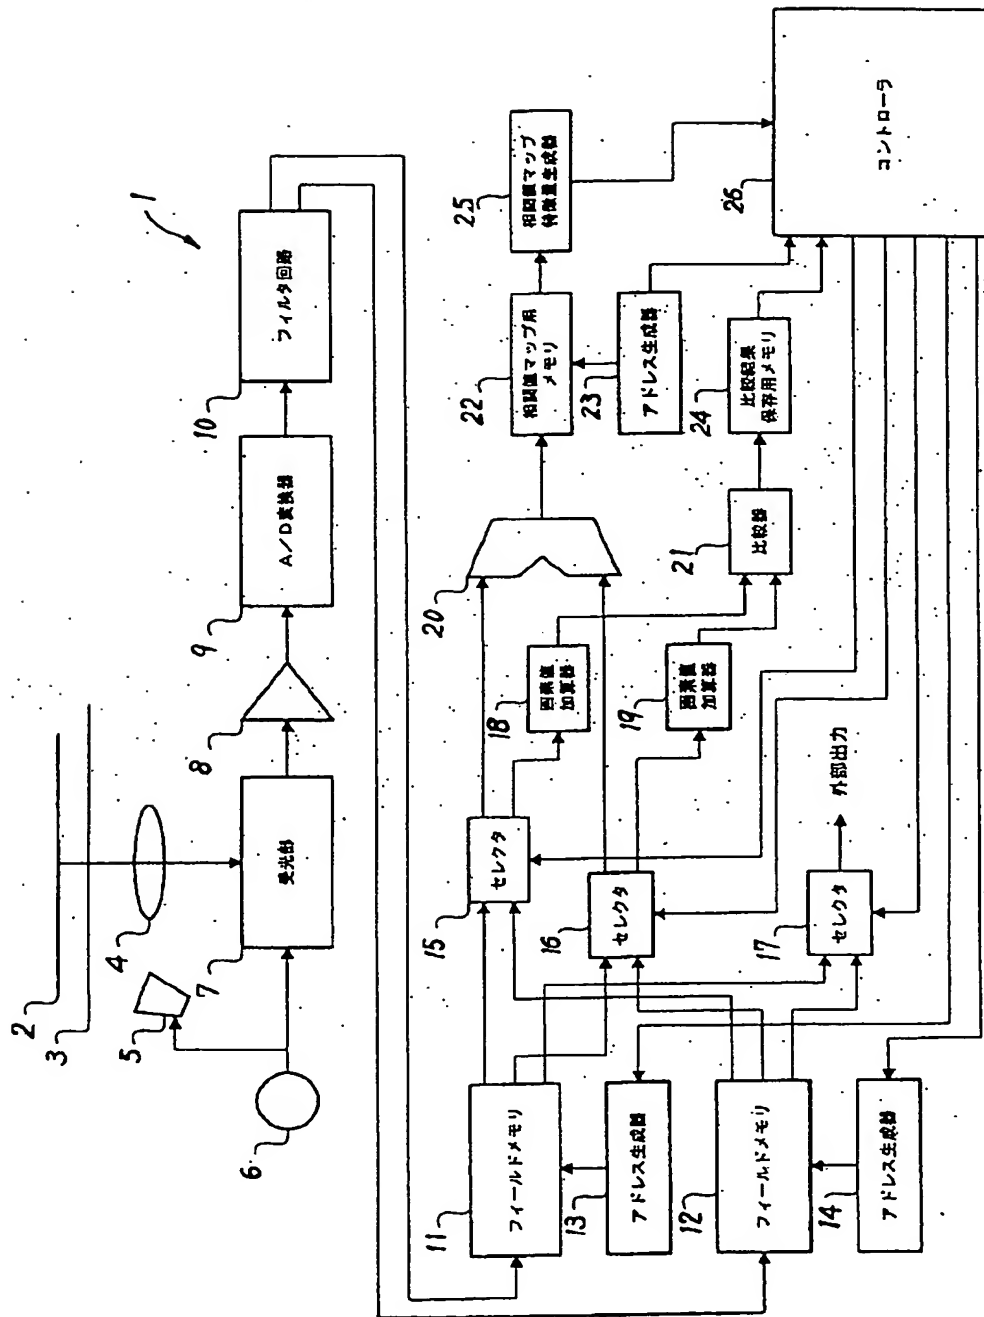 2
3
4
5
6
7
受光部
8
9
A/D変換器
10
フィルタ回路
1
11
フィールドメモリ
13
アドレス生成器
12
フィールドメモリ
14
アドレス生成器
15
セレクタ
16
セレクタ
17
セレクタ
外部出力
18
画素値
加算器
19
画素値
加算器
20
21
比較器
22
相関値マップ用
メモリ
23
アドレス生成器
24
比較結果
保存用メモリ
25
相関値マップ
特徴量生成器
26
コントローラ